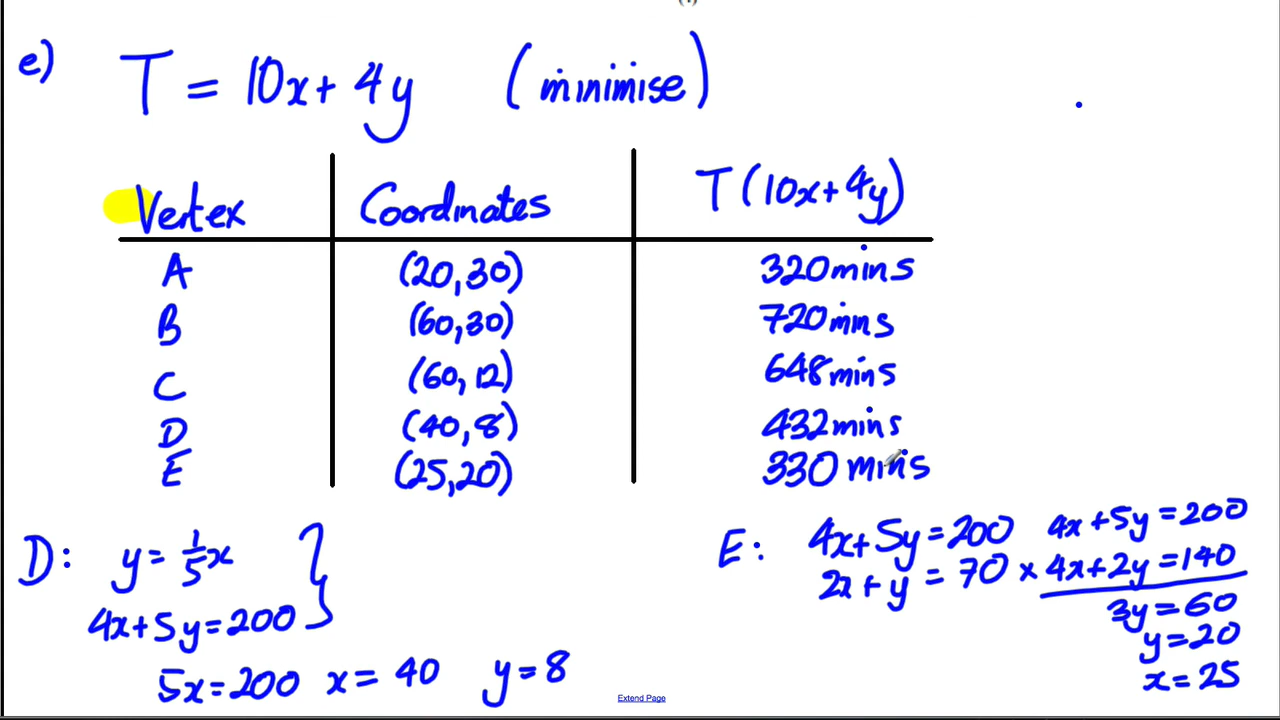 e) T = 10x + 4y (minimise)
Vertex Coordinates T(10x+4y)
A (20,30) 320mins
B (60,30) 720mins
C (60,12) 648mins
D (40,8) 432mins
E (25,20) 330 mins
D: y = 1/5 x
4x+5y=200
5x=200 x=40 y=8
E: 4x+5y=200
2x+y=70 ×
4x+5y=200
4x+2y=140
3y=60
y=20
x=25
Extend Page